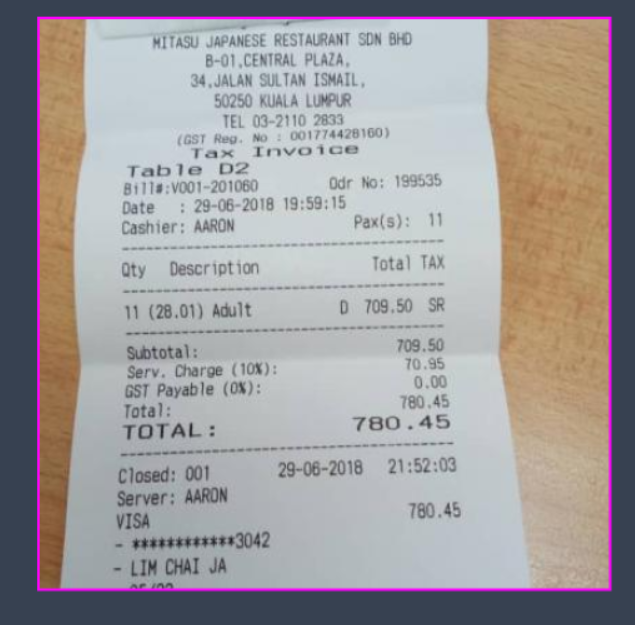 MITASU JAPANESE RESTAURANT SDN BHD
B-01,CENTRAL PLAZA,
34,JALAN SULTAN ISMAIL,
50250 KUALA LUMPUR
TEL 03-2110 2833
(GST Reg. No : 001774428160)
Tax Invoice
Table D2
Bill#:V001-201060 Odr No: 199535
Date : 29-06-2018 19:59:15
Cashier: AARON Pax(s): 11
Qty Description Total TAX
11 (28.01) Adult D 709.50 SR
Subtotal: 709.50
Serv. Charge (10%): 70.95
GST Payable (0%): 0.00
Total: 780.45
TOTAL: 780.45
Closed: 001 29-06-2018 21:52:03
Server: AARON
VISA 780.45
- ************3042
- LIM CHAI JA